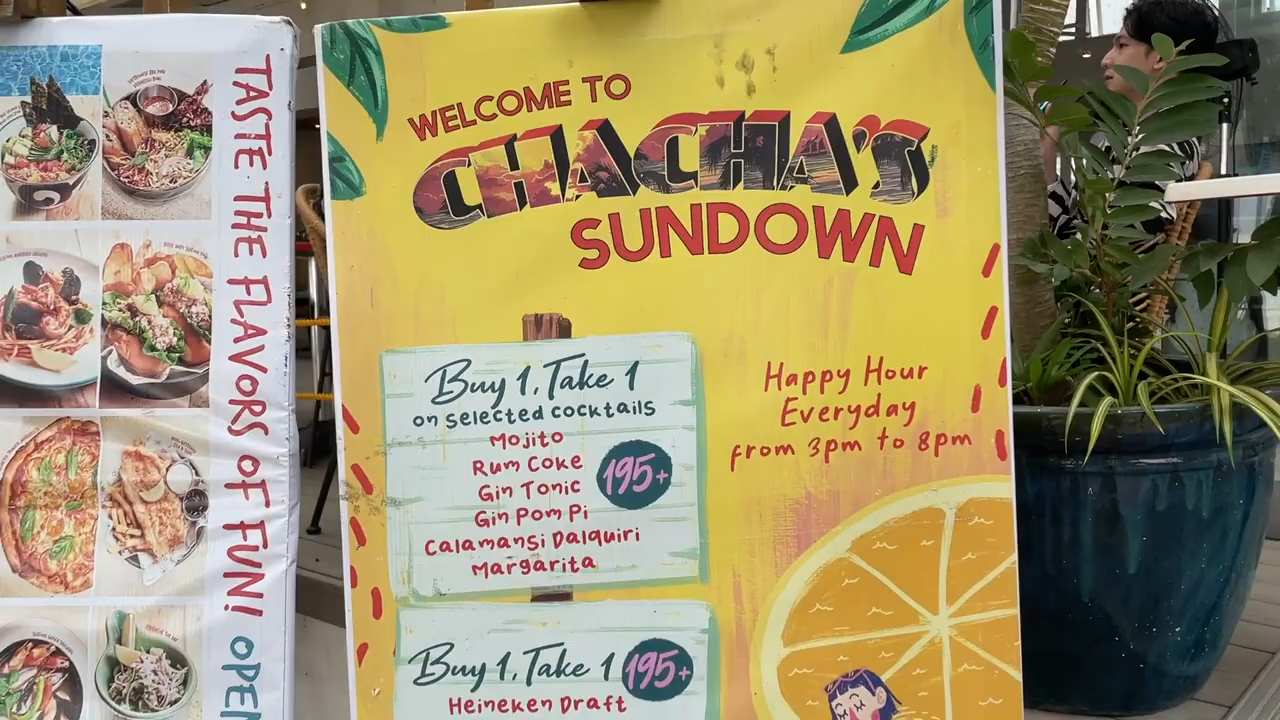 TASTE THE FLAVORS OF FUN! OPEN
WELCOME TO
CHACHA'S
SUNDOWN
Buy 1, Take 1
on selected cocktails
Mojito
Rum Coke
Gin Tonic
Gin Pom Pi
Calamansi Dalquiri
Margarita
195+
Happy Hour
Everyday
from 3pm to 8pm
Buy 1, Take 1
195+
Heineken Draft